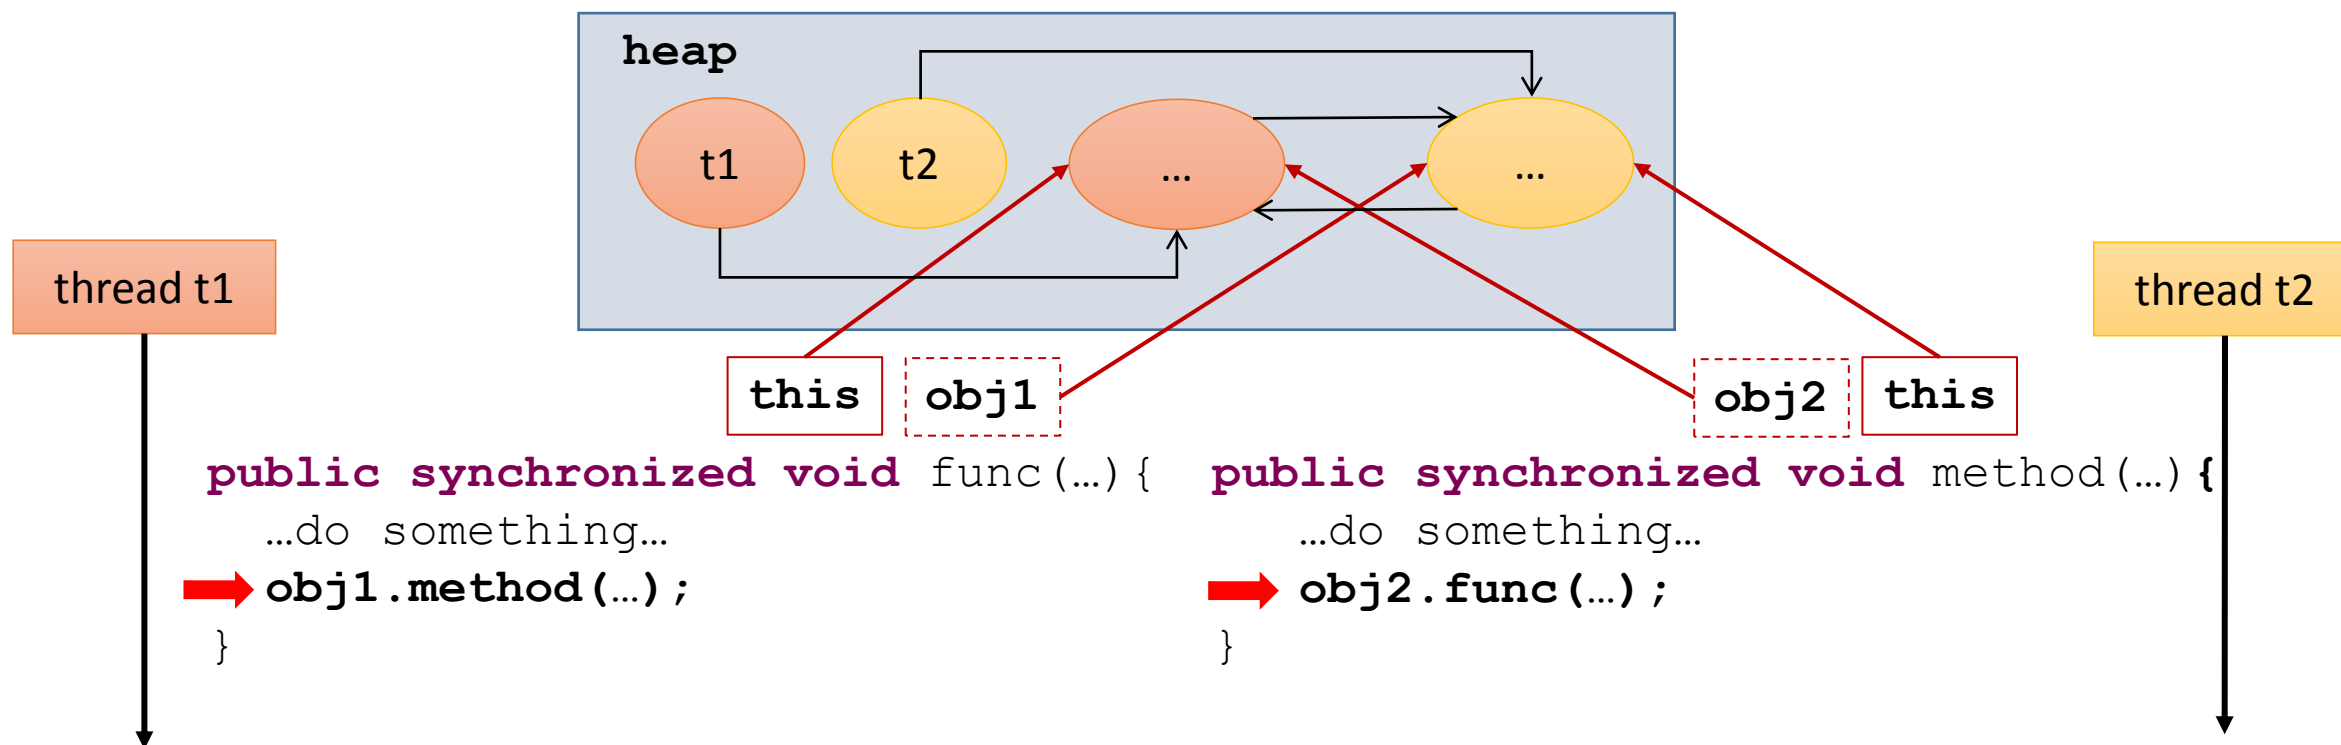 heap
t1
t2
…
…
thread t1
thread t2
this
obj1
obj2
this
public synchronized void func(…){
…do something…
obj1.method(…);
}
public synchronized void method(…){
…do something…
obj2.func(…);
}